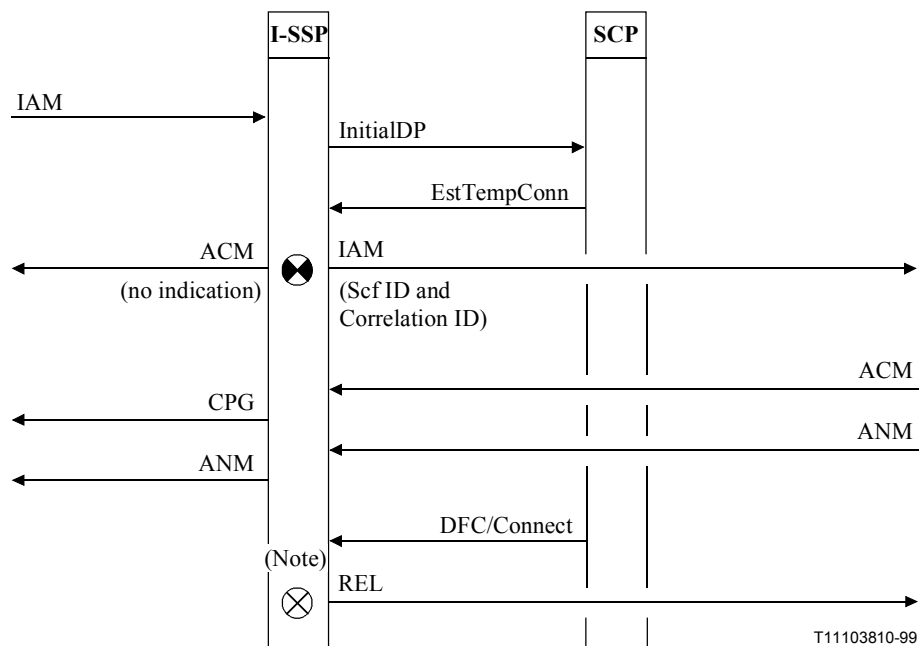 I-SSP SCP
IAM
InitialDP
EstTempConn
ACM IAM
(no indication) (Scf ID and
Correlation ID)
ACM
CPG
ANM
ANM
DFC/Connect
(Note)
REL
T11103810-99